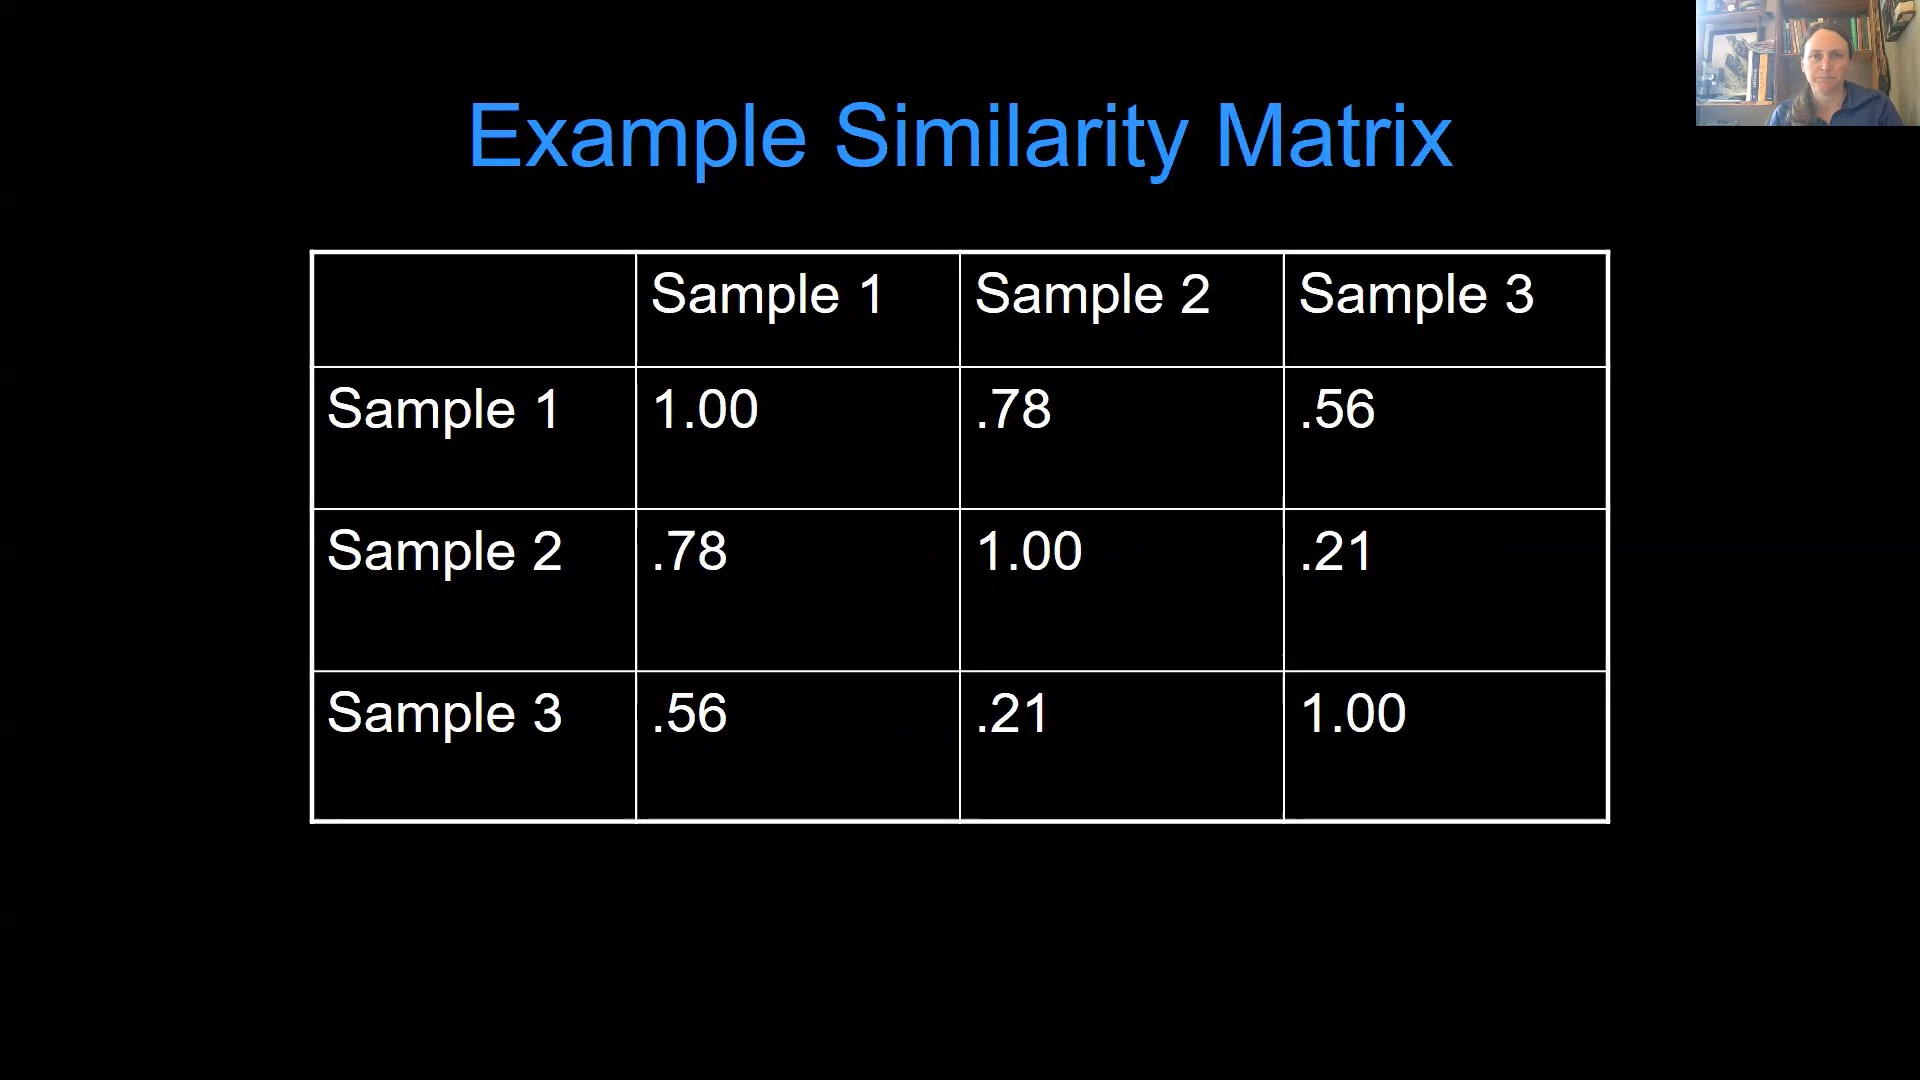 Example Similarity Matrix
Sample 1 Sample 2 Sample 3
Sample 1 1.00 .78 .56
Sample 2 .78 1.00 .21
Sample 3 .56 .21 1.00